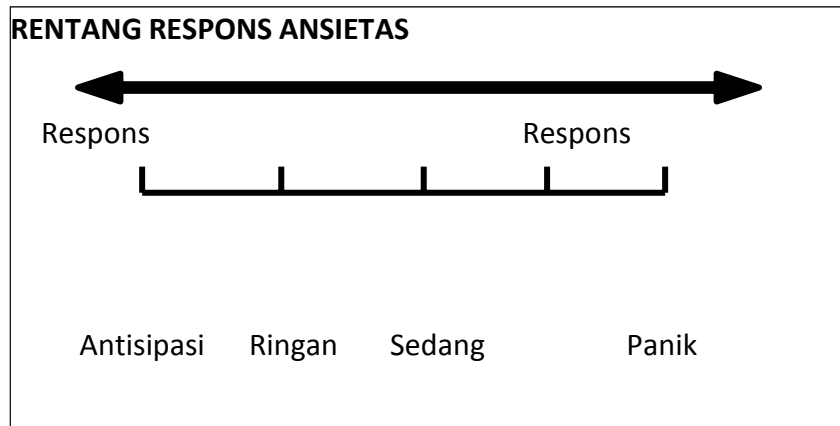 RENTANG RESPONS ANSIETAS
Respons Respons
Antisipasi Ringan Sedang Panik